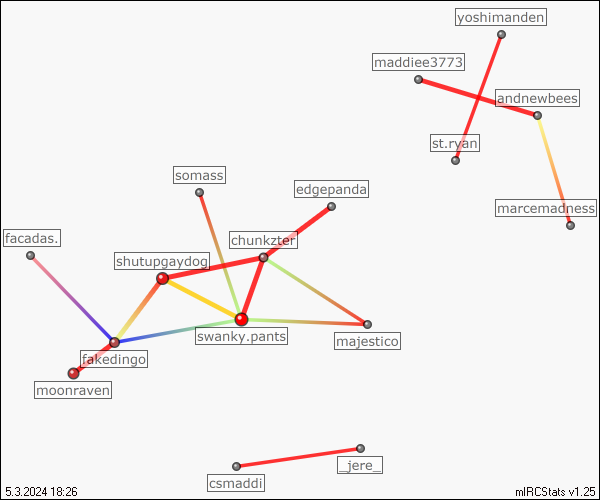 yoshimanden
maddiee3773
andnewbees
st.ryan
somass
edgepanda
marcemadness
facadas.
chunkzter
shutupgaydog
swanky.pants
majestico
fakedingo
moonraven
_jere_
csmaddi
5.3.2024 18:26
mIRCStats v1.25